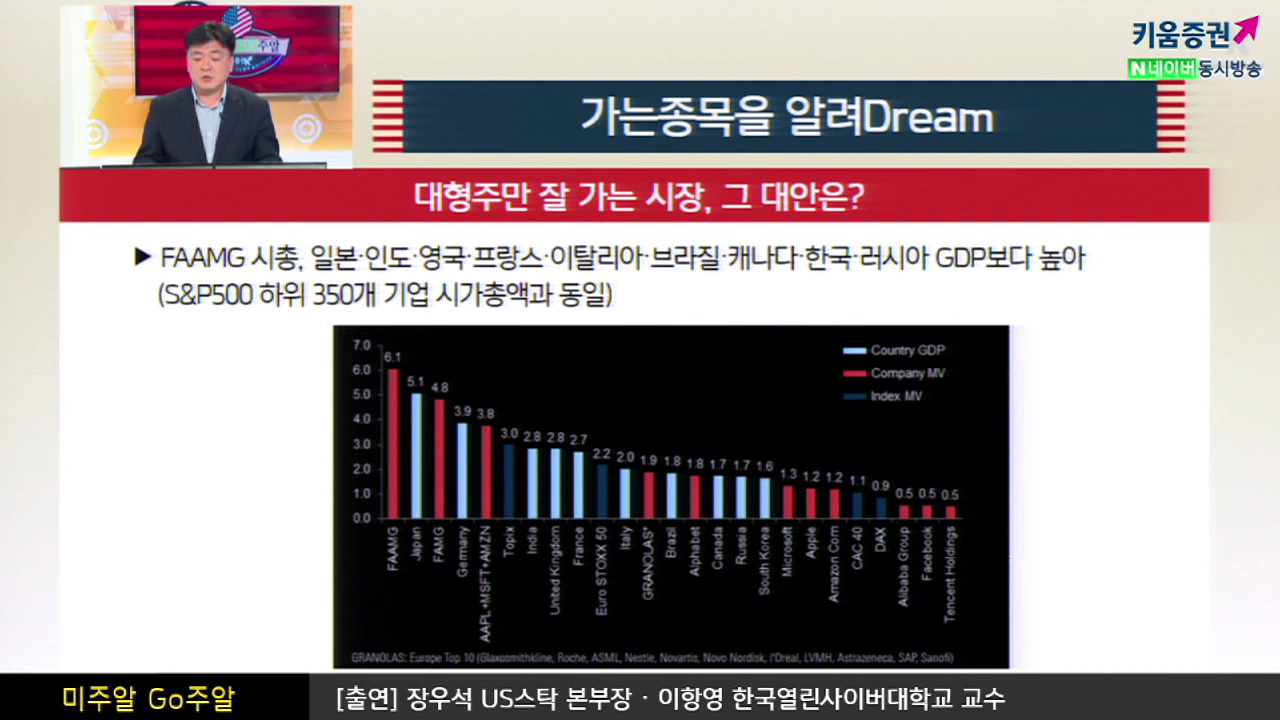 주알
키움증권
N 네이버 동시방송
가는종목을 알려Dream
대형주만 잘 가는 시장, 그 대안은?
▶ FAAMG 시총, 일본·인도·영국·프랑스·이탈리아·브라질·캐나다·한국·러시아 GDP보다 높아
(S&P500 하위 350개 기업 시가총액과 동일)
Country GDP
Company MV
Index MV
7.0
6.0
5.0
4.0
3.0
2.0
1.0
0.0
6.1 5.1 4.8 3.9 3.8 3.0 2.8 2.8 2.7 2.2 2.0 1.9 1.8 1.8 1.7 1.7 1.6 1.3 1.2 1.2 1.1 0.9 0.5 0.5 0.5
FAAMG
Japan
FAMG
Germany
AAPL+MSFT+AMZN
Topix
India
United Kingdom
France
Euro STOXX 50
Italy
GRANOLAS*
Brazil
Alphabet
Canada
Russia
South Korea
Microsoft
Apple
Amazon Com
CAC 40
DAX
Alibaba Group
Facebook
Tencent Holdings
GRANOLAS: Europe Top 10 (Glaxosmithkline, Roche, ASML, Nestle, Novartis, Novo Nordisk, l'Oreal, LVMH, Astrazeneca, SAP, Sanofi)
미주알 Go주알
[출연] 장우석 US스탁 본부장 · 이항영 한국열린사이버대학교 교수